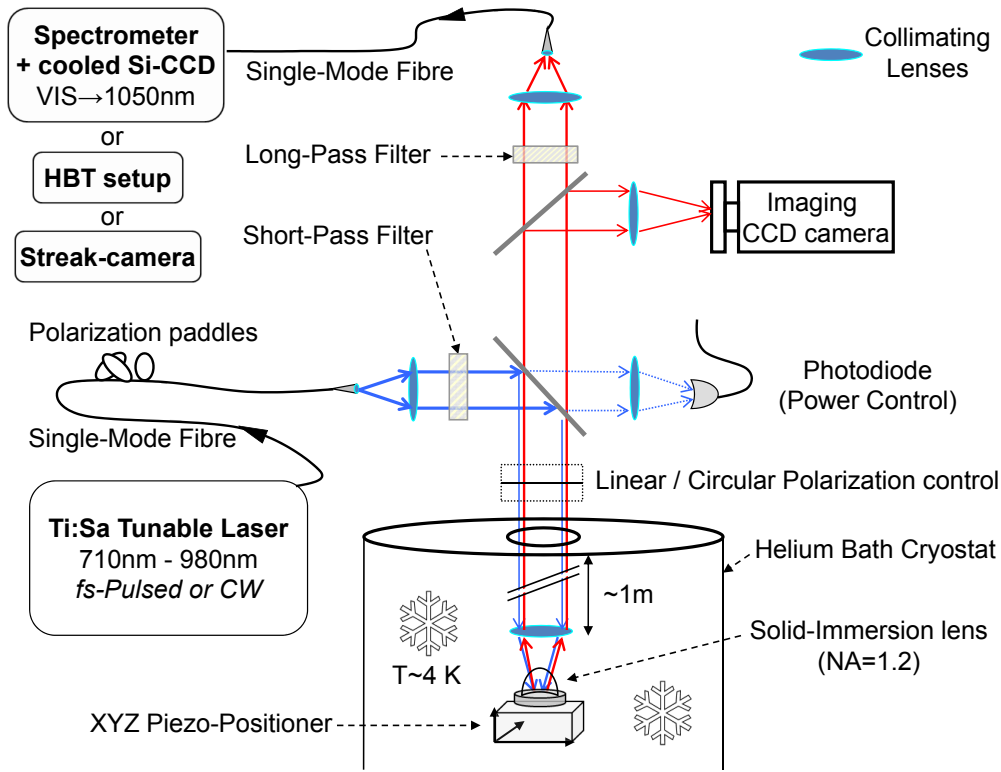 Spectrometer
+ cooled Si-CCD
VIS→1050nm
or
HBT setup
or
Streak-camera
Single-Mode Fibre
Collimating
Lenses
Long-Pass Filter
Imaging
CCD camera
Short-Pass Filter
Polarization paddles
Single-Mode Fibre
Photodiode
(Power Control)
Linear / Circular Polarization control
Ti:Sa Tunable Laser
710nm - 980nm
fs-Pulsed or CW
Helium Bath Cryostat
~1m
T~4 K
Solid-Immersion lens
(NA=1.2)
XYZ Piezo-Positioner